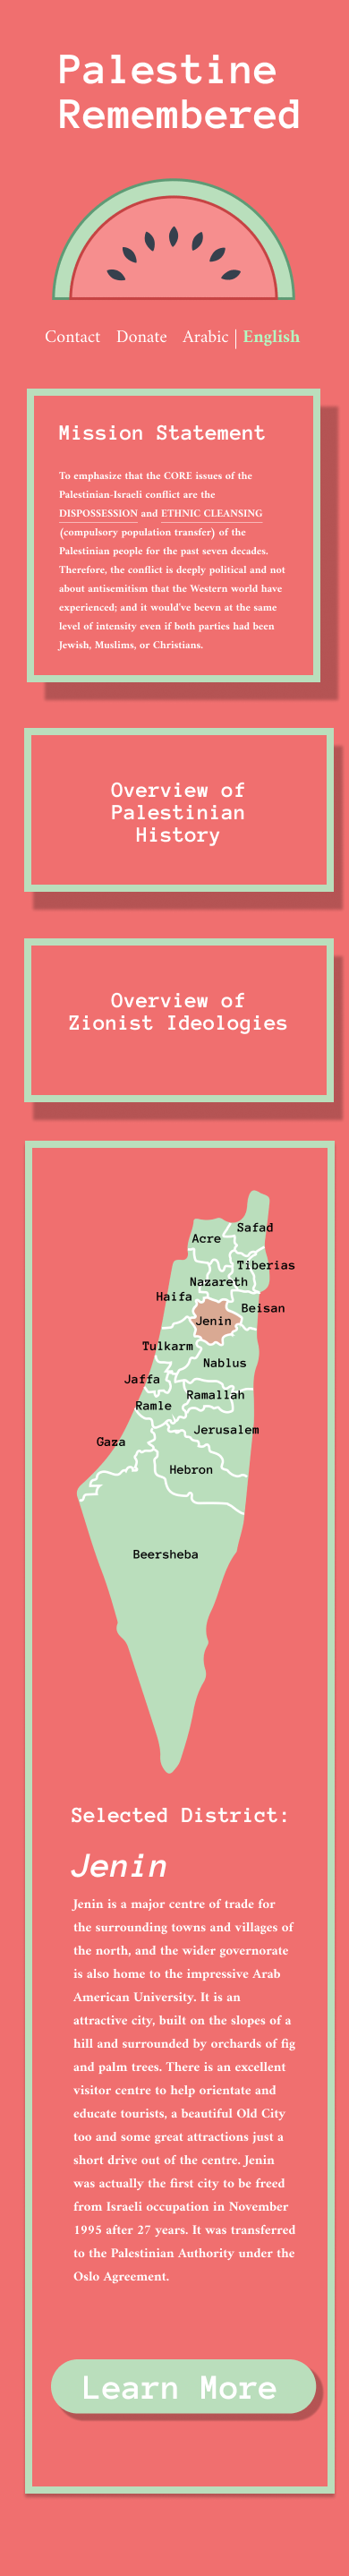 Palestine
Remembered
Contact Donate Arabic | English
Mission Statement
To emphasize that the CORE issues of the
Palestinian-Israeli conflict are the
DISPOSSESSION and ETHNIC CLEANSING
(compulsory population transfer) of the
Palestinian people for the past seven decades.
Therefore, the conflict is deeply political and not
about antisemitism that the Western world have
experienced; and it would've beevn at the same
level of intensity even if both parties had been
Jewish, Muslims, or Christians.
Overview of
Palestinian
History
Overview of
Zionist Ideologies
Safad
Acre
Tiberias
Nazareth
Haifa
Beisan
Jenin
Tulkarm
Nablus
Jaffa
Ramallah
Ramle
Jerusalem
Gaza
Hebron
Beersheba
Selected District:
Jenin
Jenin is a major centre of trade for
the surrounding towns and villages of
the north, and the wider governorate
is also home to the impressive Arab
American University. It is an
attractive city, built on the slopes of a
hill and surrounded by orchards of fig
and palm trees. There is an excellent
visitor centre to help orientate and
educate tourists, a beautiful Old City
too and some great attractions just a
short drive out of the centre. Jenin
was actually the first city to be freed
from Israeli occupation in November
1995 after 27 years. It was transferred
to the Palestinian Authority under the
Oslo Agreement.
Learn More